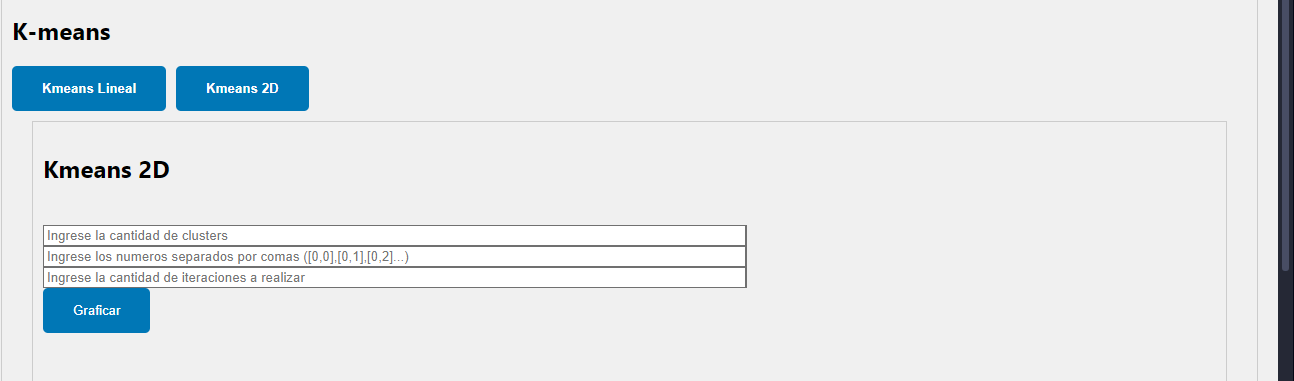 K-means
Kmeans Lineal Kmeans 2D
Kmeans 2D
Ingrese la cantidad de clusters
Ingrese los numeros separados por comas ([0,0],[0,1],[0,2]...)
Ingrese la cantidad de iteraciones a realizar
Graficar